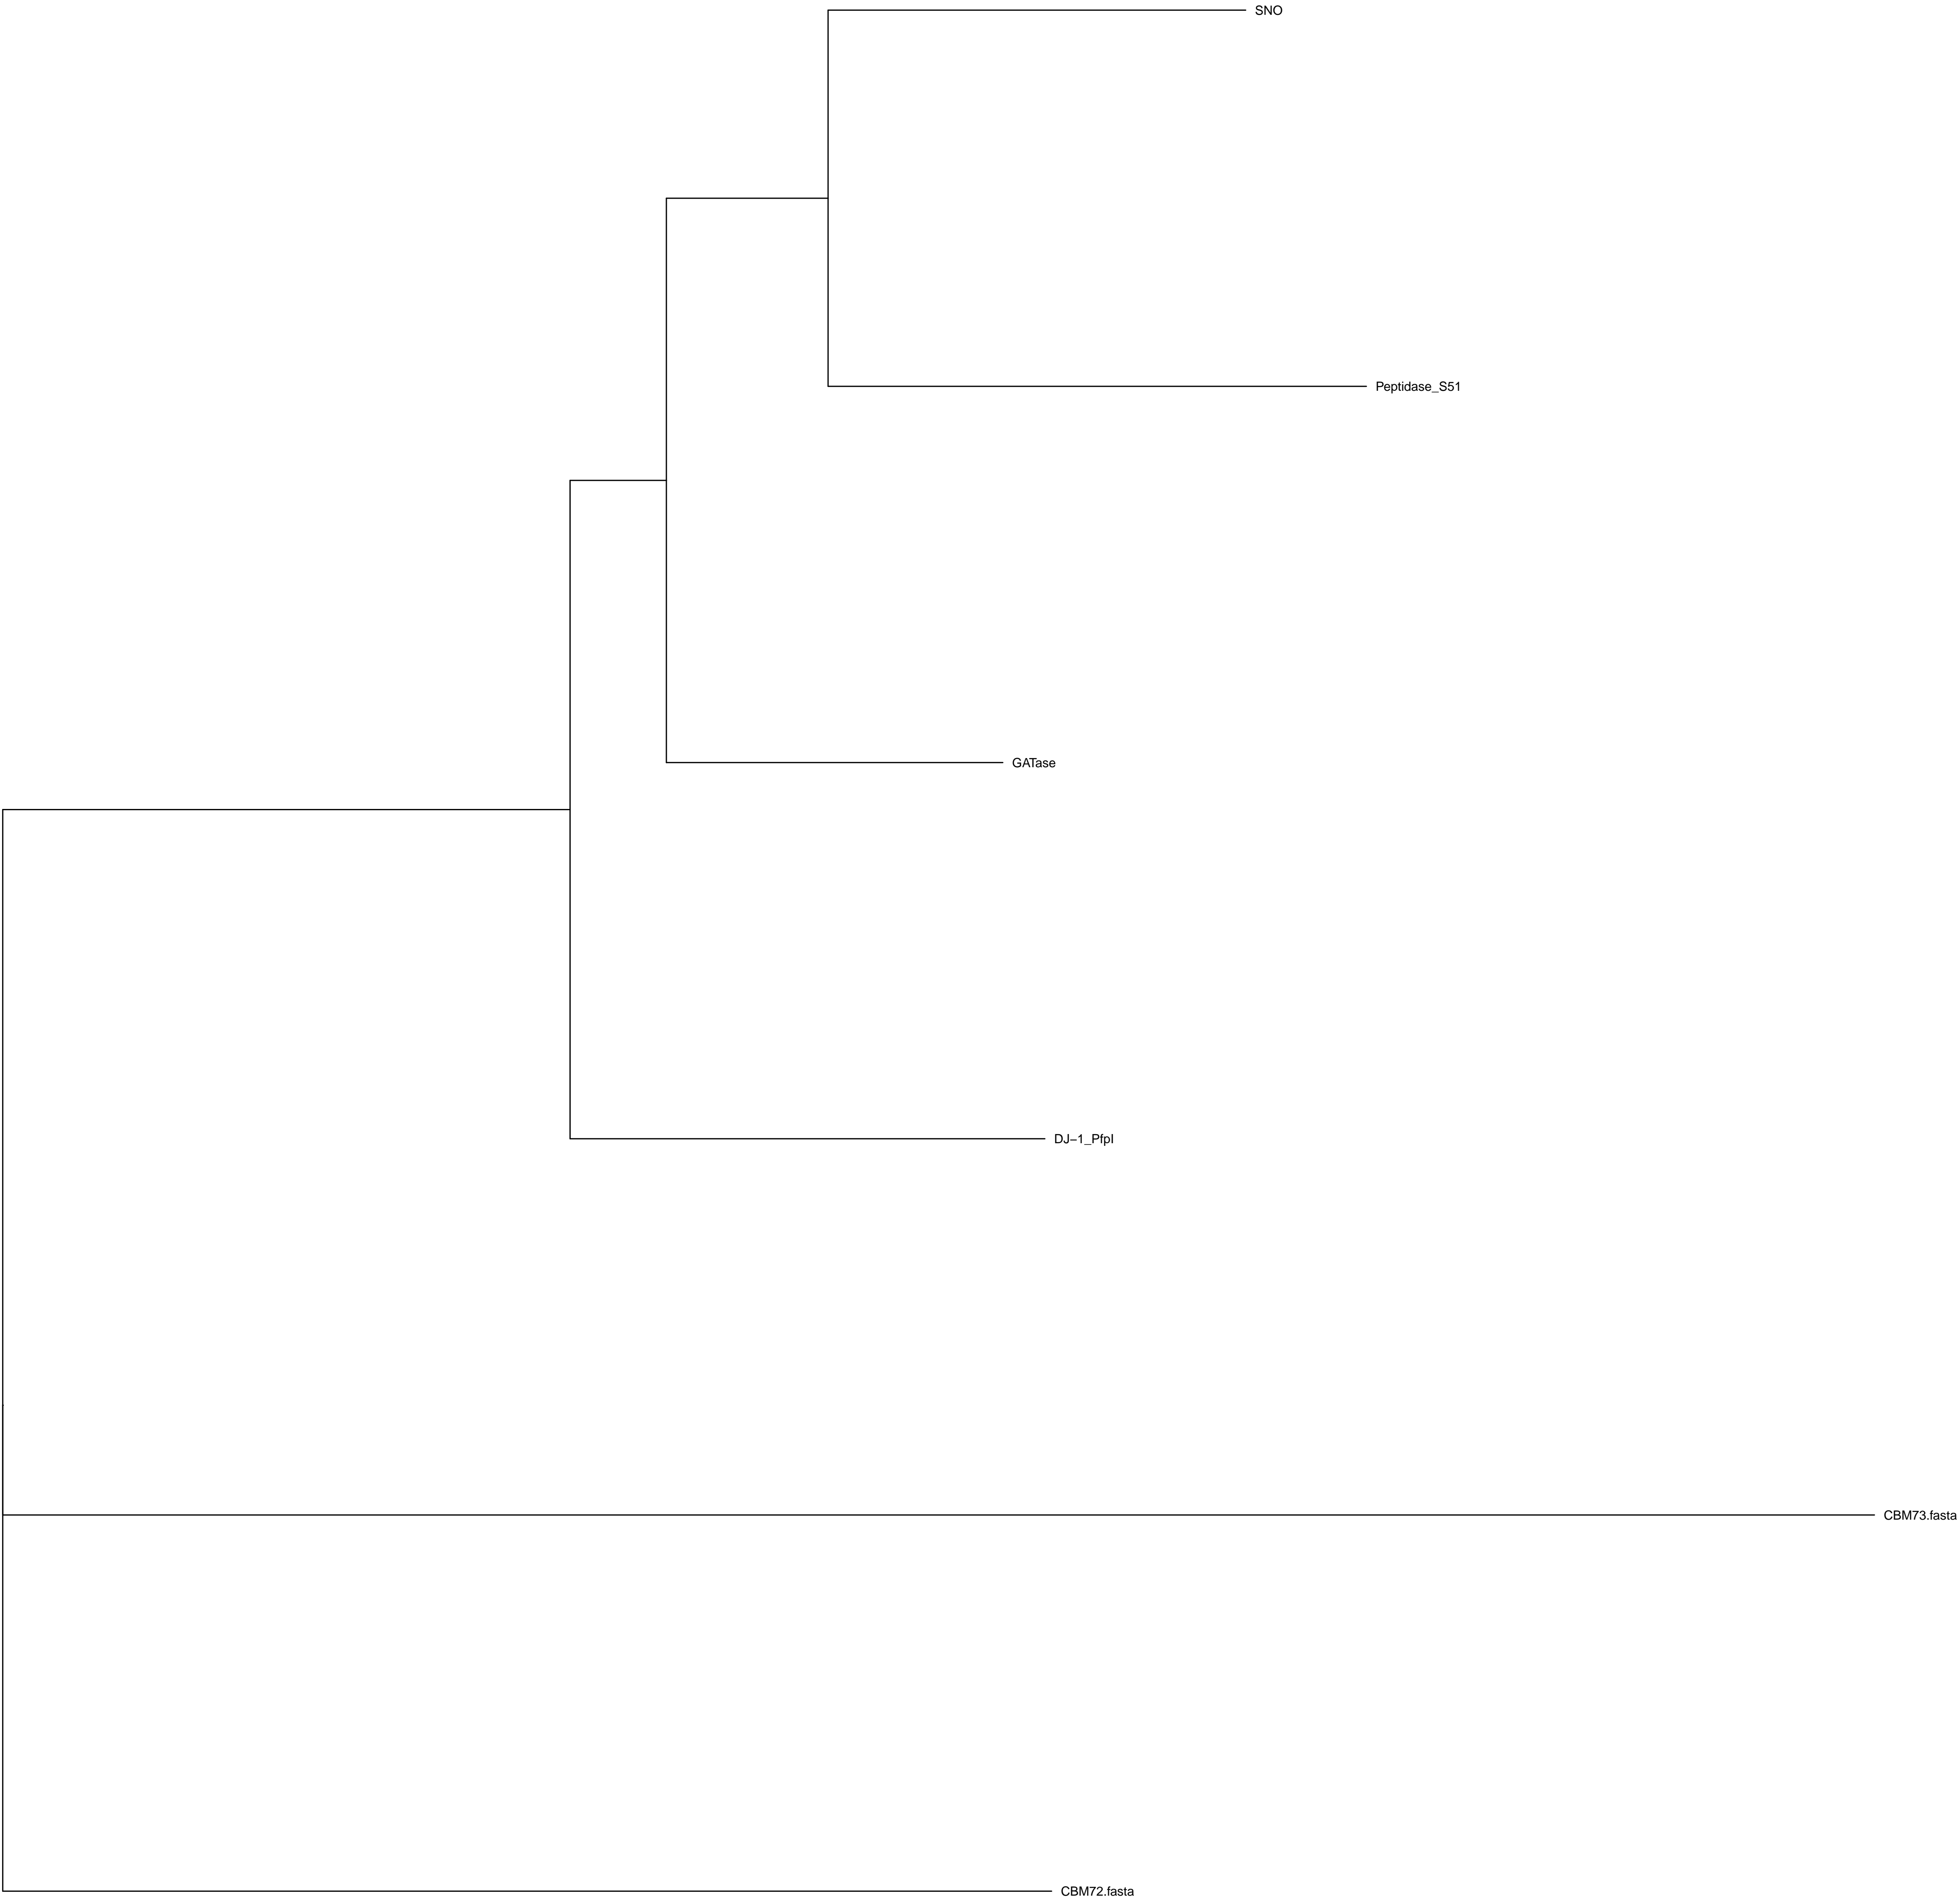 SNO
Peptidase_S51
GATase
DJ−1_PfpI
CBM73.fasta
CBM72.fasta